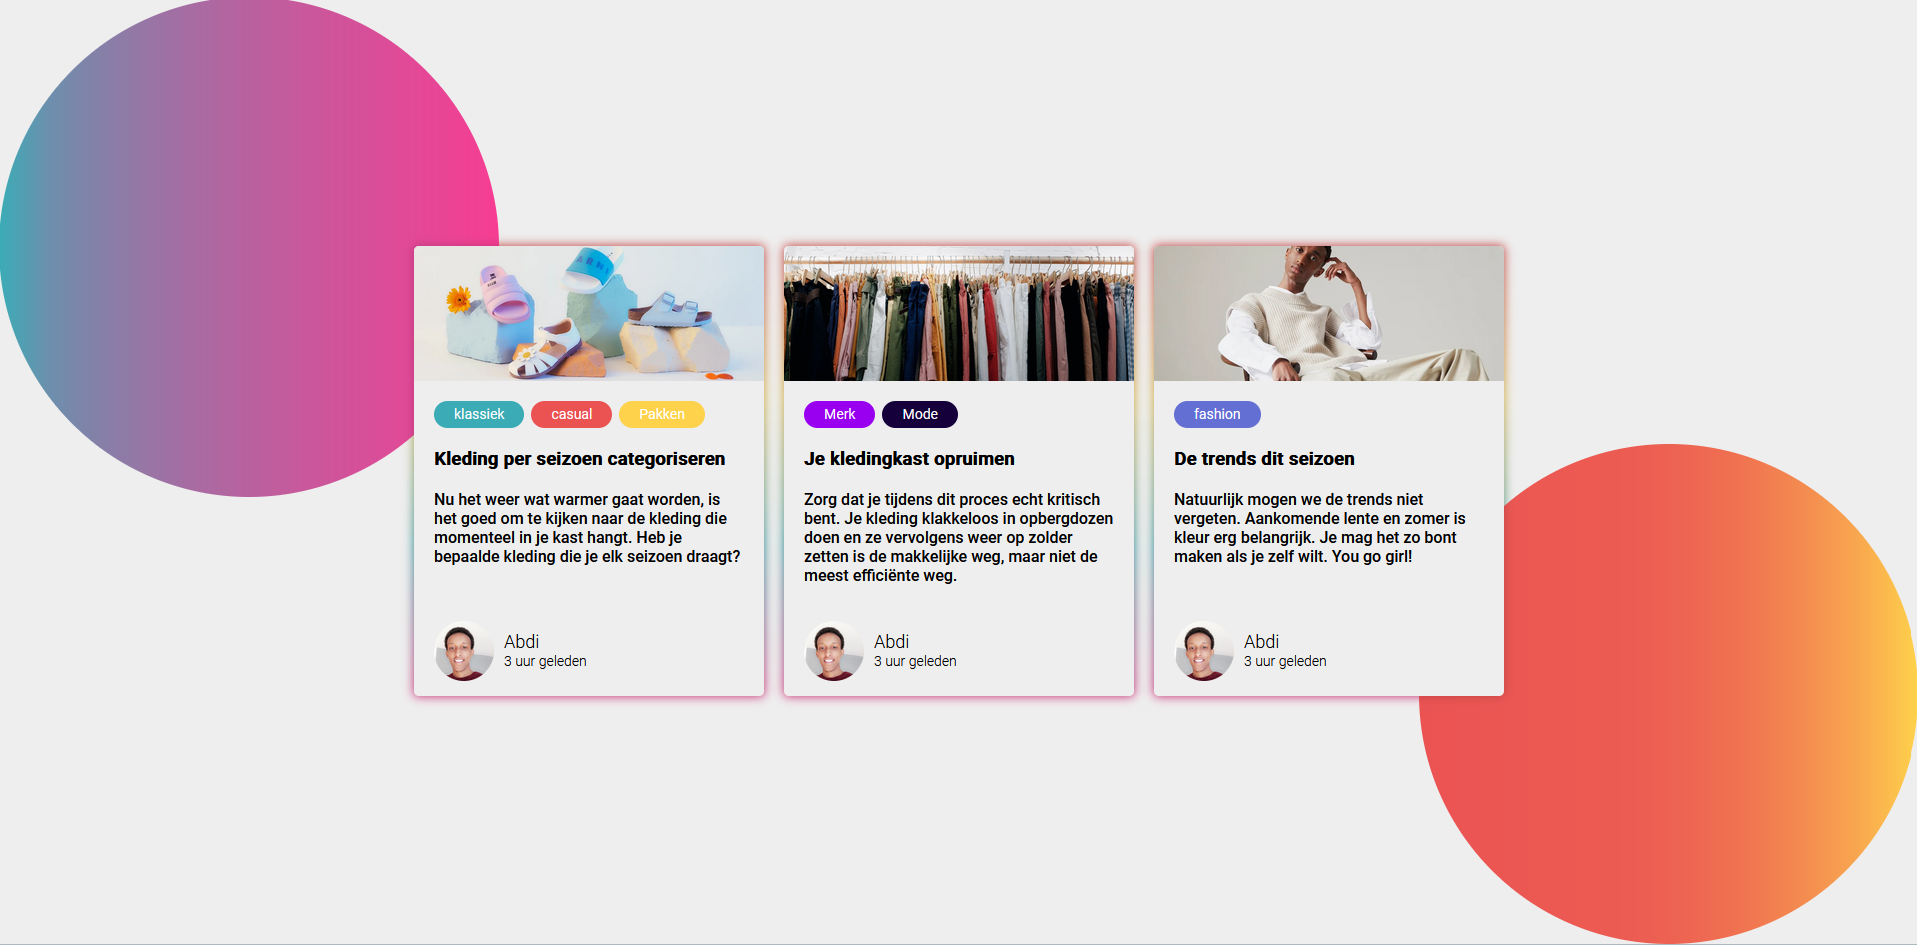 klassiek casual Pakken
Kleding per seizoen categoriseren
Nu het weer wat warmer gaat worden, is
het goed om te kijken naar de kleding die
momenteel in je kast hangt. Heb je
bepaalde kleding die je elk seizoen draagt?
Abdi
3 uur geleden
Merk Mode
Je kledingkast opruimen
Zorg dat je tijdens dit proces echt kritisch
bent. Je kleding klakkeloos in opbergdozen
doen en ze vervolgens weer op zolder
zetten is de makkelijke weg, maar niet de
meest efficiënte weg.
Abdi
3 uur geleden
fashion
De trends dit seizoen
Natuurlijk mogen we de trends niet
vergeten. Aankomende lente en zomer is
kleur erg belangrijk. Je mag het zo bont
maken als je zelf wilt. You go girl!
Abdi
3 uur geleden